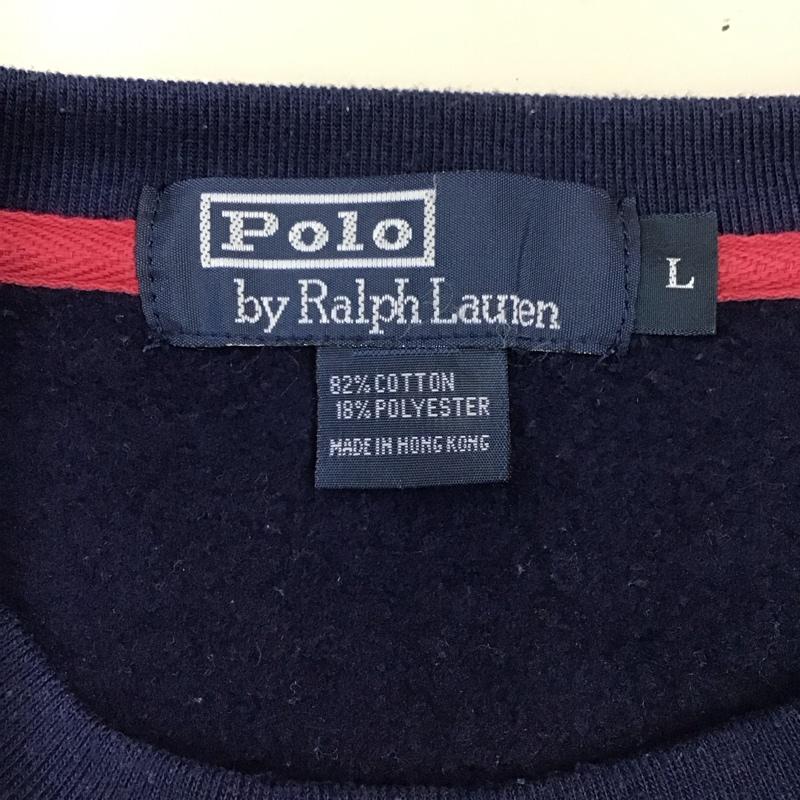 Polo
by Ralph Lauren
L
82% COTTON
18% POLYESTER
MADE IN HONG KONG